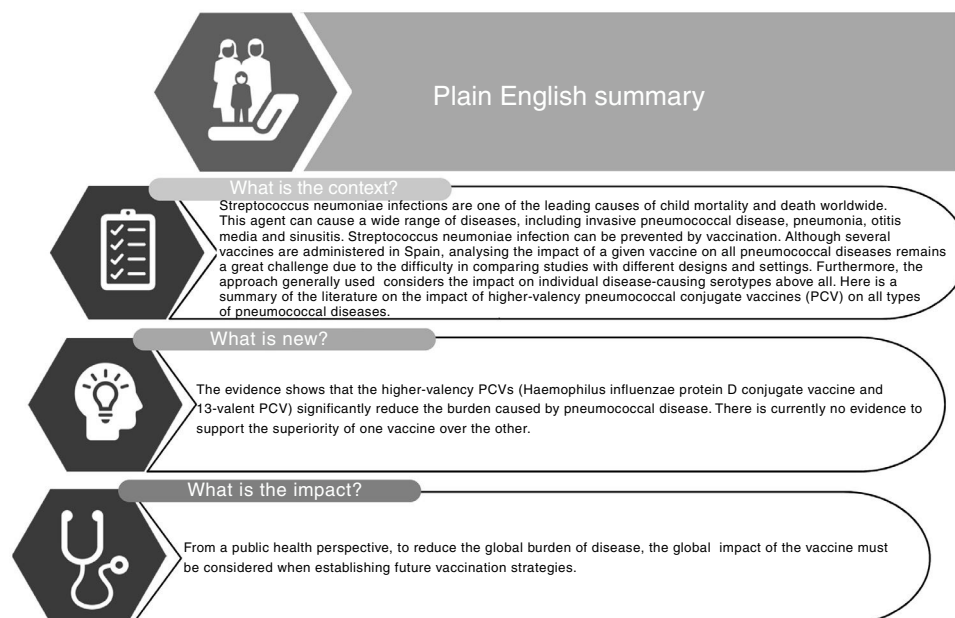 Plain English summary
What is the context?
Streptococcus neumoniae infections are one of the leading causes of child mortality and death worldwide.
This agent can cause a wide range of diseases, including invasive pneumococcal disease, pneumonia, otitis
media and sinusitis. Streptococcus neumoniae infection can be prevented by vaccination. Although several
vaccines are administered in Spain, analysing the impact of a given vaccine on all pneumococcal diseases remains
a great challenge due to the difficulty in comparing studies with different designs and settings. Furthermore, the
approach generally used considers the impact on individual disease-causing serotypes above all. Here is a
summary of the literature on the impact of higher-valency pneumococcal conjugate vaccines (PCV) on all types
of pneumococcal diseases.
What is new?
The evidence shows that the higher-valency PCVs (Haemophilus influenzae protein D conjugate vaccine and
13-valent PCV) significantly reduce the burden caused by pneumococcal disease. There is currently no evidence to
support the superiority of one vaccine over the other.
What is the impact?
From a public health perspective, to reduce the global burden of disease, the global impact of the vaccine must
be considered when establishing future vaccination strategies.